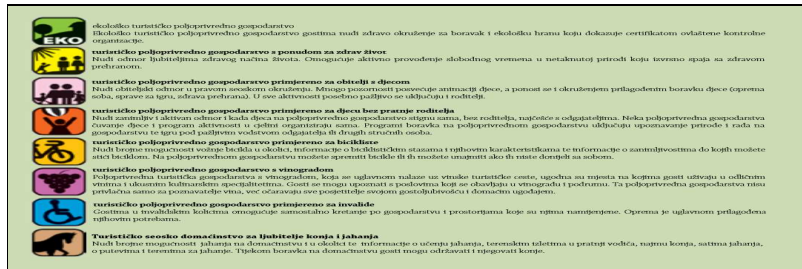 ekološko turističko poljoprivredno gospodarstvo
Ekološko turističko poljoprivredno gospodarstvo gostima nudi zdravo okruženje za boravak i ekološku hranu koju dokazuje certifikatom ovlaštene kontrolne
organizacije.
EKO
turističko poljoprivredno gospodarstvo s ponudom za zdrav život
Nudi odmor ljubiteljima zdravog načina života. Omogućuje aktivno provođenje slobodnog vremena u netaknutoj prirodi koju izvrsno spaja sa zdravom
prehranom.
turističko poljoprivredno gospodarstvo primjereno za obitelji s djecom
Nudi obiteljski odmor u pravom seoskom okruženju. Mnogo pozornosti posvećuje animaciji djece, a ponosi se i okruženjem prilagođenim boravku djece (oprema
soba, sprave za igru, zdrava prehrana). U sve aktivnosti posebno pažljivo se uključuju i roditelji.
turističko poljoprivredno gospodarstvo primjereno za djecu bez pratnje roditelja
Nudi zanimljiv i aktivan odmor i kada djeca na poljoprivredno gospodarstvo stignu sama, bez roditelja, najčešće s odgajateljima. Neka poljoprivredna gospodarstva
čuvanje djece i program aktivnosti u cjelini organiziraju sama. Programi boravka na poljoprivrednom gospodarstvu uključuju upoznavanje prirode i rada na
gospodarstvu te igru pod pažljivim vodstvom odgajatelja ili drugih stručnih osoba.
turističko poljoprivredno gospodarstvo primjereno za bicikliste
Nudi brojne mogućnosti vožnje bicikla u okolici, informacije o biciklističkim stazama i njihovim karakteristikama te informacije o zanimljivostima do kojih možete
stići biciklom. Na poljoprivrednom gospodarstvu možete spremiti bicikle ili ih možete unajmiti ako ih niste donijeli sa sobom.
turističko poljoprivredno gospodarstvo s vinogradom
Poljoprivredna turistička gospodarstva s vinogradom, koja se uglavnom nalaze uz vinske turističke ceste, ugodna su mjesta na kojima gosti uživaju u odličnim
vinima i ukusnim kulinarskim specijalitetima. Gosti se mogu upoznati s poslovima koji se obavljaju u vinogradu i podrumu. Ta poljoprivredna gospodarstva nisu
privlačna samo za poznavatelje vina, već očaravaju sve posjetitelje svojom gostoljubivošću i domaćim ugođajem.
turističko poljoprivredno gospodarstvo primjereno za invalide
Gostima u invalidskim kolicima omogućuje samostalno kretanje po gospodarstvu i prostorijama koje su njima namijenjene. Oprema je uglavnom prilagođena
njihovim potrebama.
Turističko seosko domaćinstvo za ljubitelje konja i jahanja
Nudi brojne mogućnosti jahanja na domaćinstvu i u okolici te informacije o učenju jahanja, terenskim izletima u pratnji vodiča, najmu konja, satima jahanja,
o putevima i terenima za jahanje. Tijekom boravka na domaćinstvu gosti mogu održavati i njegovati konje.